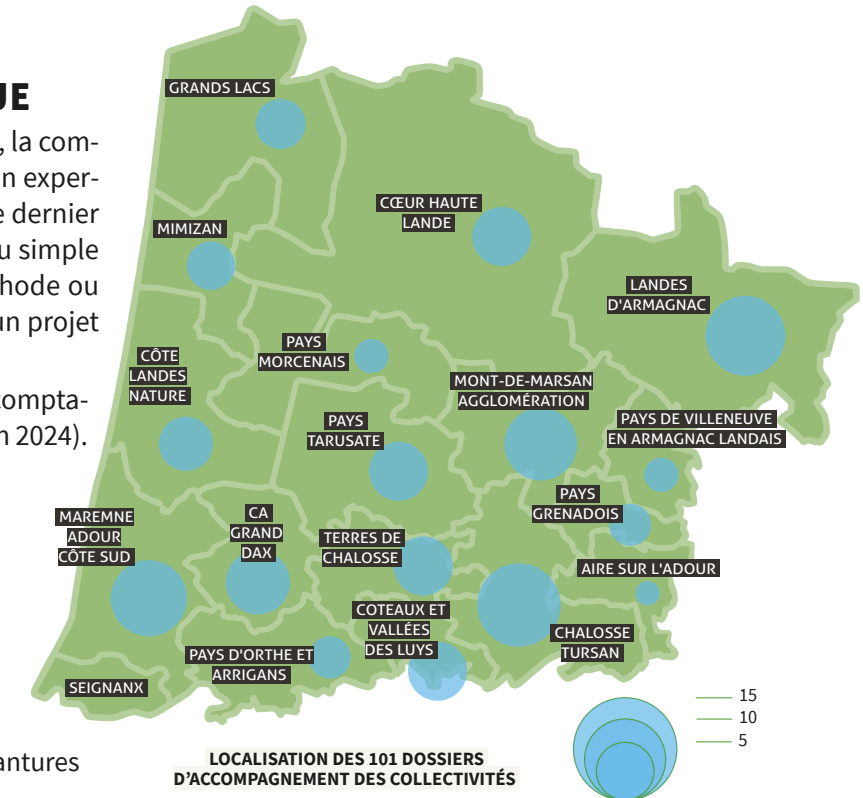 UE
, la com-
n exper-
e dernier
u simple
hode ou
un projet
compta-
n 2024).
antures
GRANDS LACS
CŒUR HAUTE
LANDE
MIMIZAN
LANDES
D'ARMAGNAC
PAYS
MORCENAIS
CÔTE
LANDES
NATURE
MONT-DE-MARSAN
AGGLOMÉRATION
PAYS
TARUSATE
PAYS DE VILLENEUVE
EN ARMAGNAC LANDAIS
PAYS
GRENADOIS
MAREMNE
ADOUR
CÔTE SUD
CA
GRAND
DAX
TERRES DE
CHALOSSE
AIRE SUR L'ADOUR
COTEAUX ET
VALLÉES
DES LUYS
CHALOSSE
TURSAN
PAYS D'ORTHE ET
ARRIGANS
SEIGNANX
15
10
5
LOCALISATION DES 101 DOSSIERS
D’ACCOMPAGNEMENT DES COLLECTIVITÉS